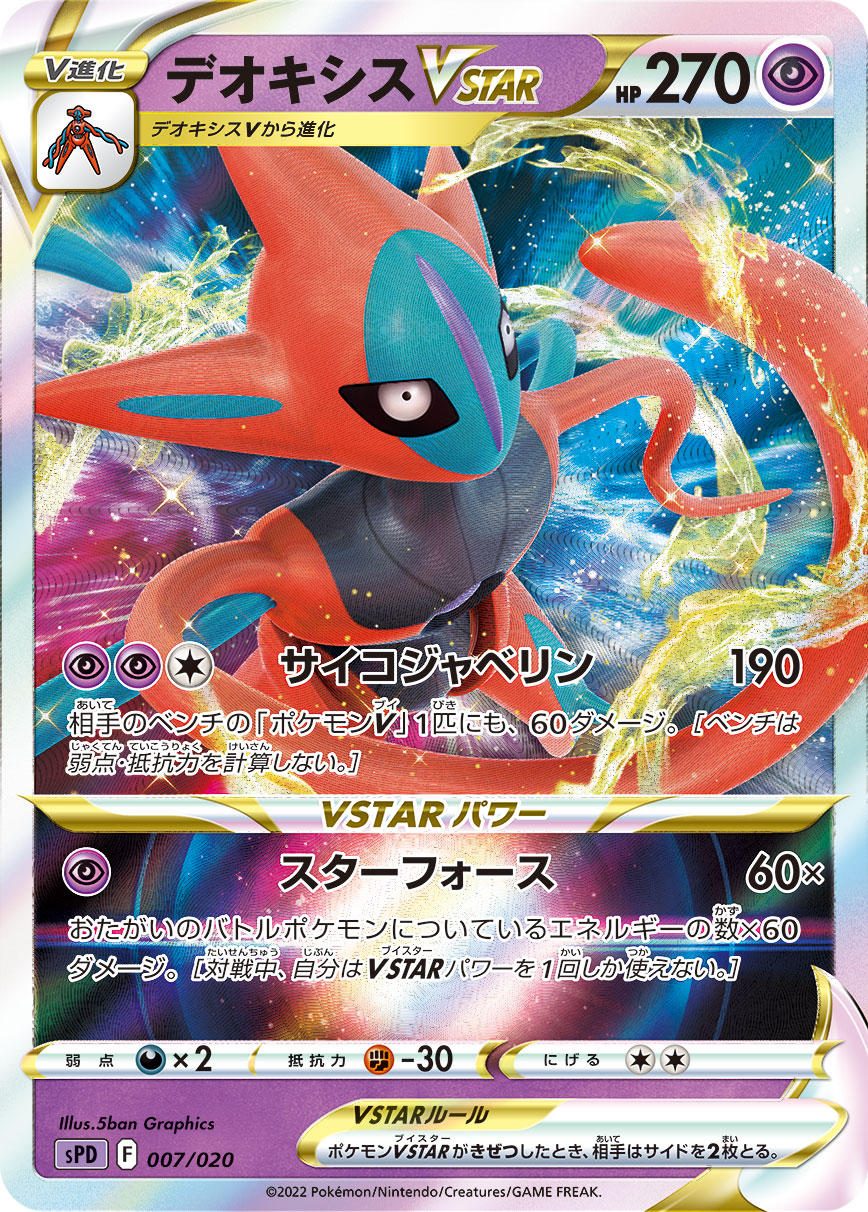 V進化
デオキシスVSTAR
HP 270
デオキシスVから進化
サイコジャベリン 190
相手のベンチの「ポケモンV」1匹にも、60ダメージ。[ベンチは
弱点・抵抗力を計算しない。]
VSTARパワー
スターフォース 60×
おたがいのバトルポケモンについているエネルギーの数×60
ダメージ。[対戦中、自分はVSTARパワーを1回しか使えない。]
弱点 ×2 抵抗力 -30 にげる
Illus.5ban Graphics
VSTARルール
ポケモンVSTARがきぜつしたとき、相手はサイドを2枚とる。
sPD F 007/020
©2022 Pokémon/Nintendo/Creatures/GAME FREAK.